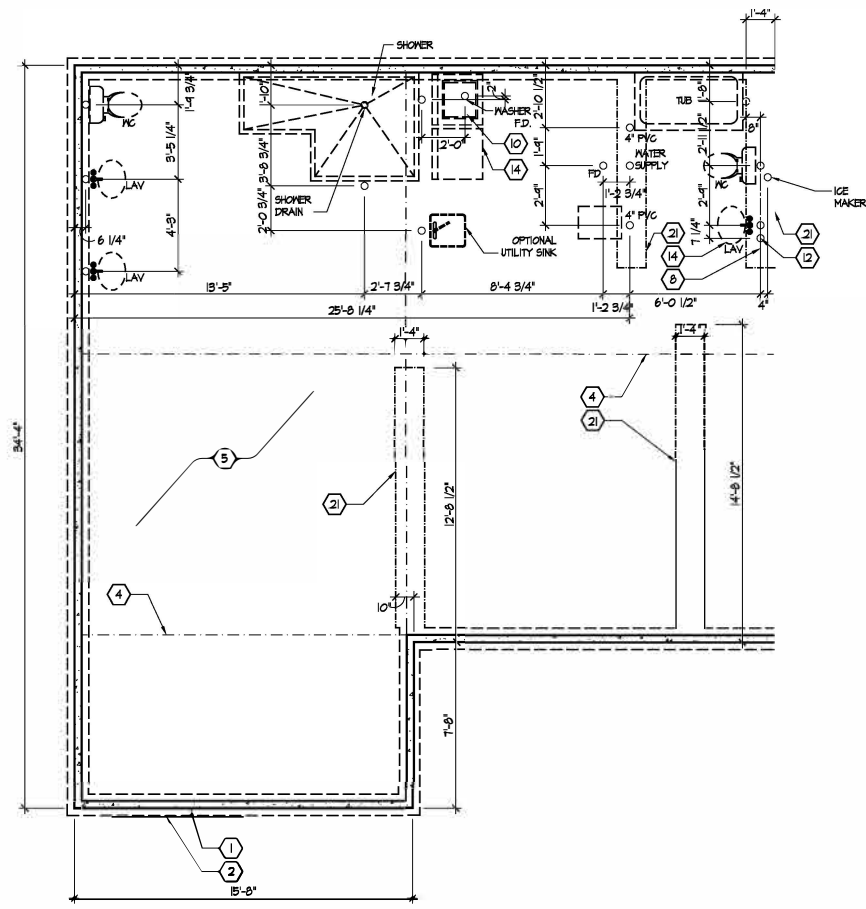 1'-4"
SHOWER
1'-9 3/4"
1'-10"
2"
2'-10 1/2"
1'-8"
TUB
WASHER
F.D.
8"
WC
10
2'-0"
4" PVC
2'-11 1/2"
3'-5 1/4"
3'-8 3/4"
14
1'-4"
WATER
SUPPLY
FD
WC
LAV
SHOWER
DRAIN
1'-2 3/4"
2'-9"
2'-9"
ICE
MAKER
4'-3"
2'-0 3/4"
4" PVC
6 1/4"
OPTIONAL
UTILITY SINK
21
7 1/4"
21
14
LAV
12
8
LAV
13'-5"
2'-7 3/4"
8'-4 3/4"
6'-0 1/2"
4"
25'-8 1/4"
1'-2 3/4"
1'-4"
1'-4"
4
21
34'-4"
5
12'-8 1/2"
14'-8 1/2"
21
4
10"
7'-8"
1
2
15'-8"